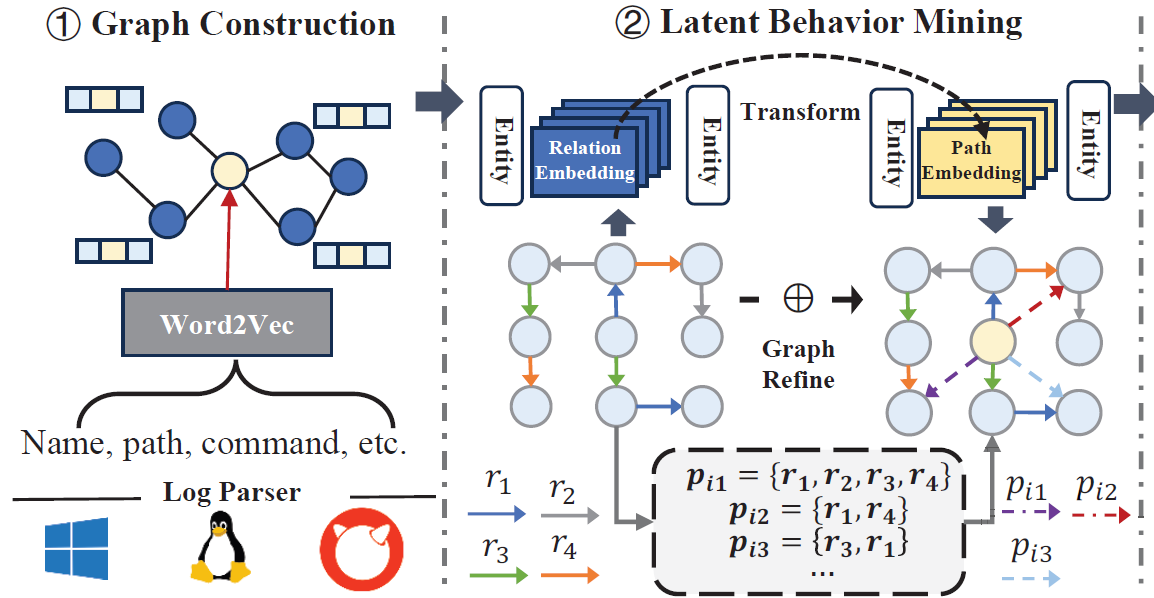 ① Graph Construction
Word2Vec
Name, path, command, etc.
Log Parser
② Latent Behavior Mining
Entity
Relation
Embedding
Entity
Transform
Entity
Path
Embedding
Entity
⊕
Graph
Refine
r₁
r₂
r₃
r₄
pᵢ₁ = {r₁, r₂, r₃, r₄}
pᵢ₂ = {r₁, r₄}
pᵢ₃ = {r₃, r₁}
...
pᵢ₁
pᵢ₂
pᵢ₃